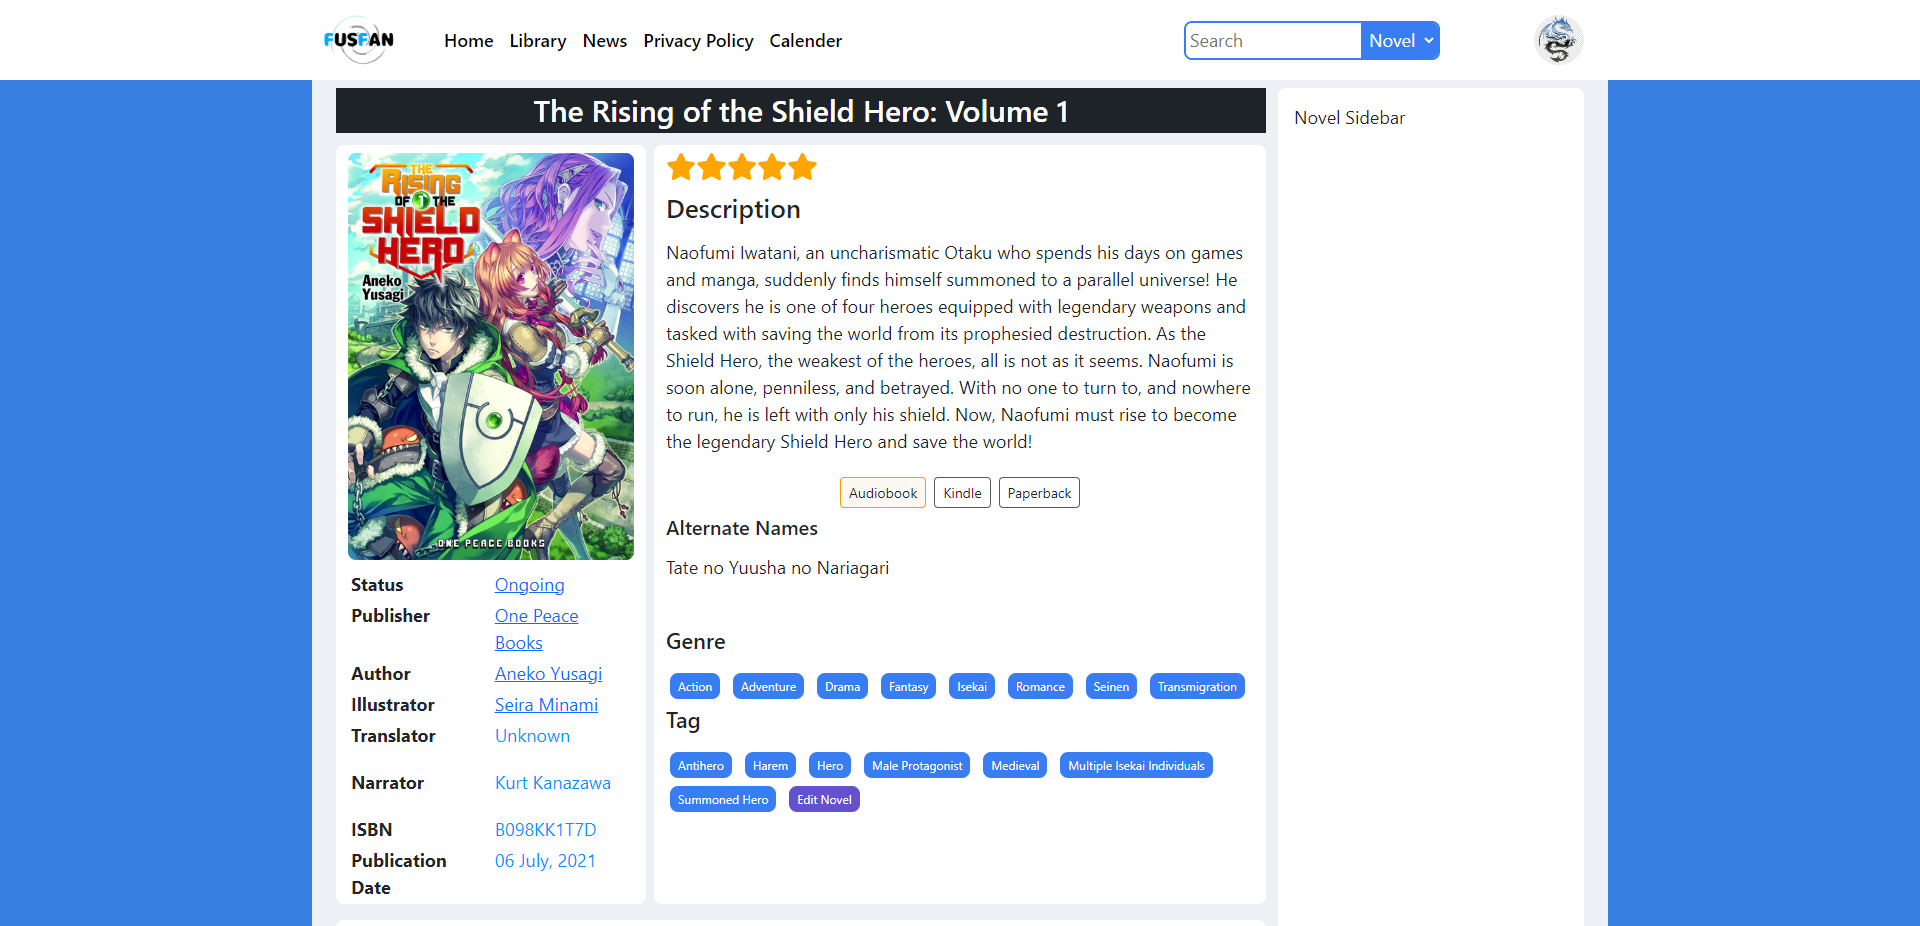 FUSFAN
Home Library News Privacy Policy Calender
Search Novel
The Rising of the Shield Hero: Volume 1
Novel Sidebar
THE
RISING
OF 1 THE
SHIELD
HERO
Aneko
Yusagi
ONE PEACE BOOKS
Status Ongoing
Publisher One Peace
Books
Author Aneko Yusagi
Illustrator Seira Minami
Translator Unknown
Narrator Kurt Kanazawa
ISBN B098KK1T7D
Publication 06 July, 2021
Date
Description
Naofumi Iwatani, an uncharismatic Otaku who spends his days on games
and manga, suddenly finds himself summoned to a parallel universe! He
discovers he is one of four heroes equipped with legendary weapons and
tasked with saving the world from its prophesied destruction. As the
Shield Hero, the weakest of the heroes, all is not as it seems. Naofumi is
soon alone, penniless, and betrayed. With no one to turn to, and nowhere
to run, he is left with only his shield. Now, Naofumi must rise to become
the legendary Shield Hero and save the world!
Audiobook Kindle Paperback
Alternate Names
Tate no Yuusha no Nariagari
Genre
Action Adventure Drama Fantasy Isekai Romance Seinen Transmigration
Tag
Antihero Harem Hero Male Protagonist Medieval Multiple Isekai Individuals
Summoned Hero Edit Novel